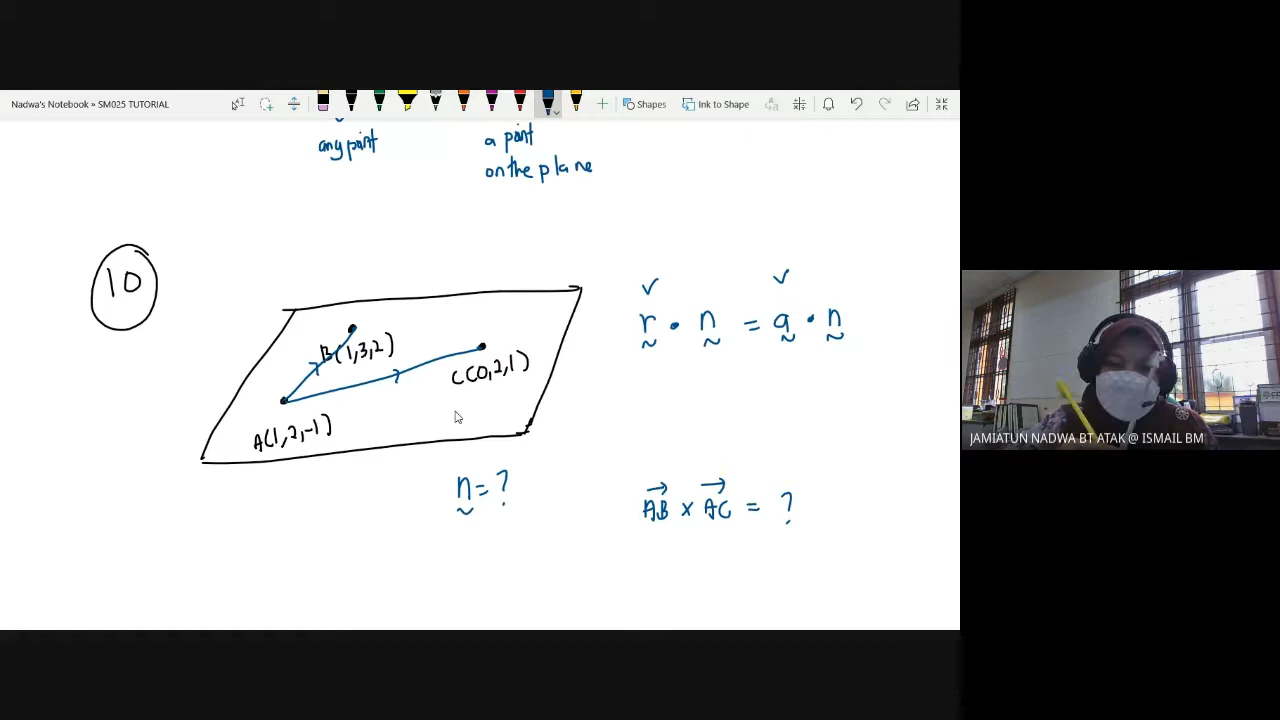 Nadwa's Notebook » SM025 TUTORIAL
Shapes
Ink to Shape
any point
a point
on the plane
10
r • n = a • n
B(1,3,2)
C(0,2,1)
A(1,2,-1)
n = ?
AB x AC = ?
JAMIATUN NADWA BT ATAK @ ISMAIL BM